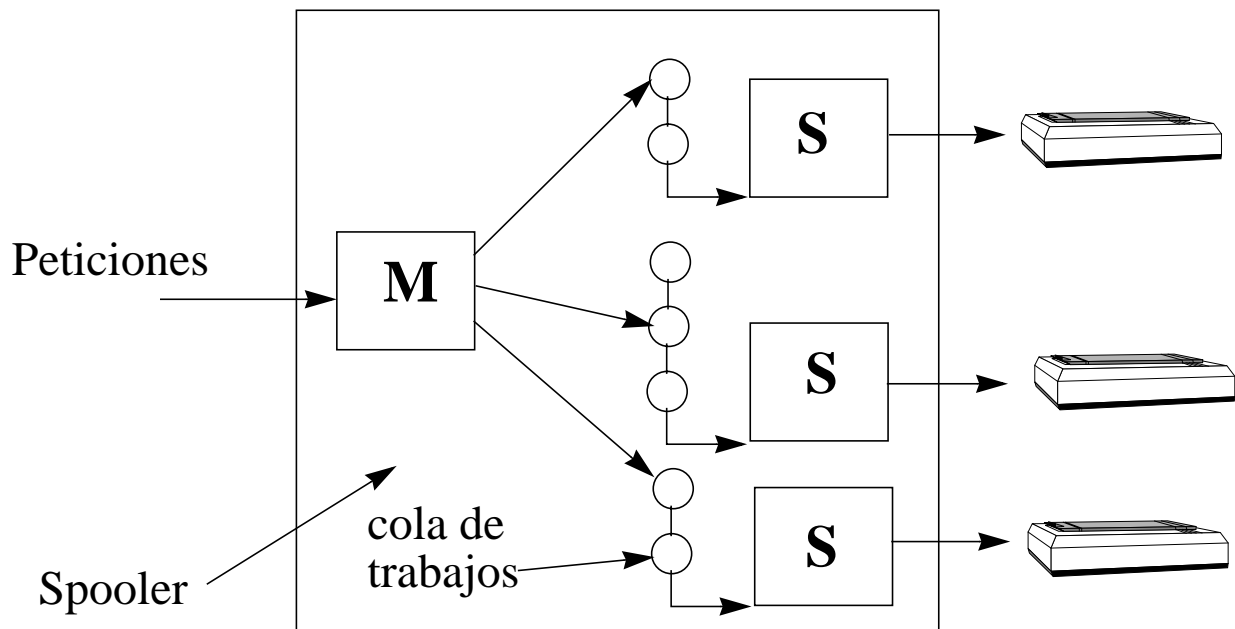 S
Peticiones
M
S
cola de
trabajos
S
Spooler